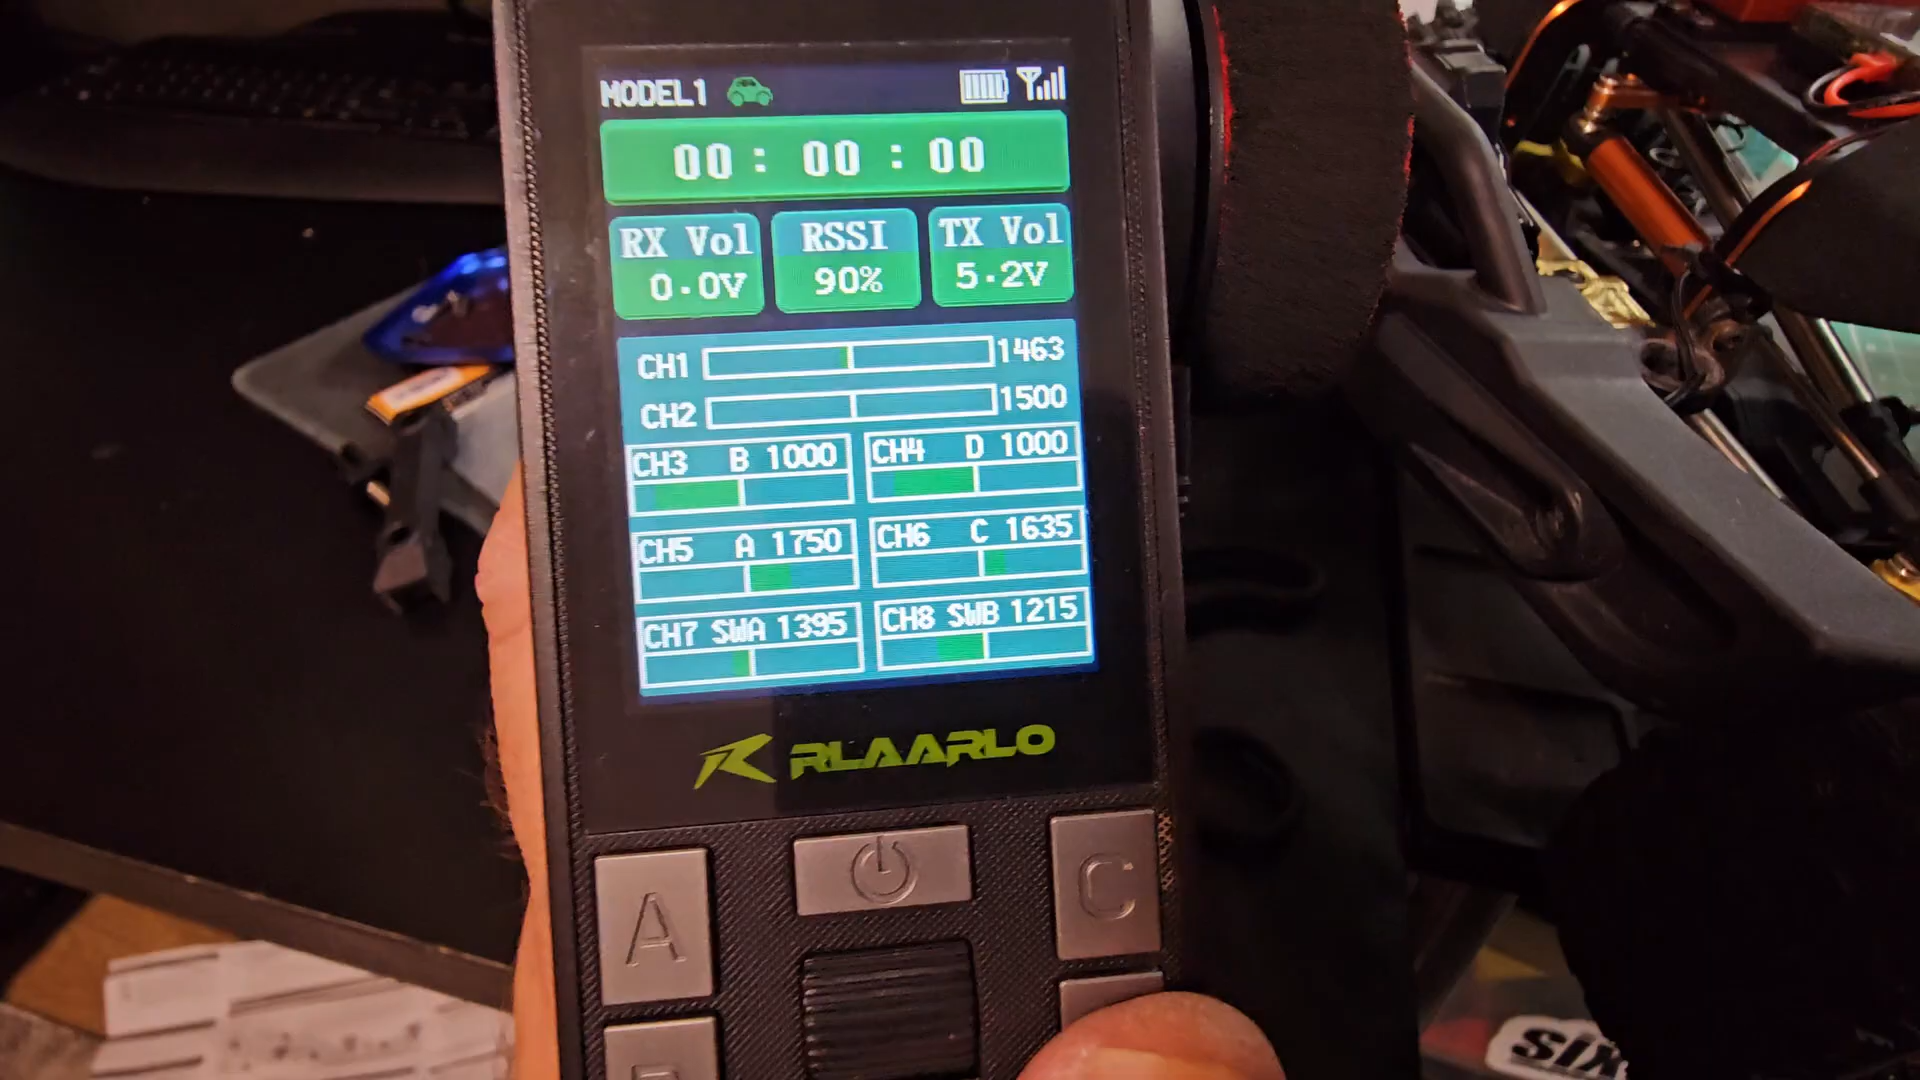 MODEL1
00 : 00 : 00
RX Vol RSSI TX Vol
0.0V 90% 5.2V
CH1 1463
CH2 1500
CH3 B 1000 CH4 D 1000
CH5 A 1750 CH6 C 1635
CH7 SWA 1395 CH8 SWB 1215
RLAARLO
A C
SIX